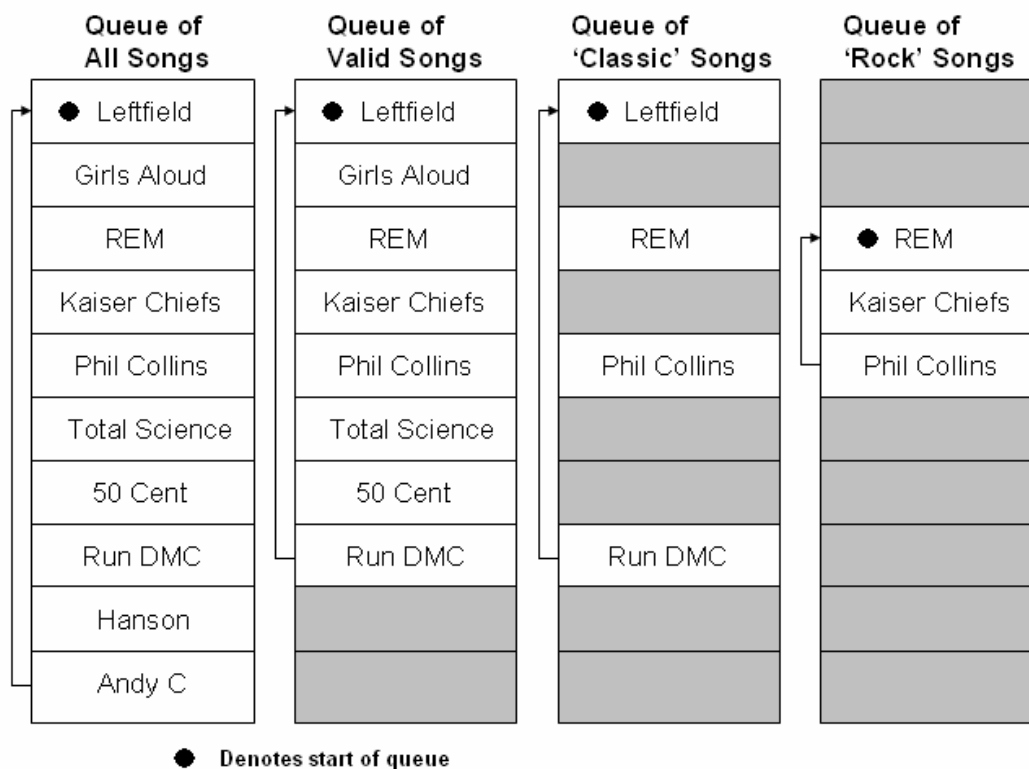 Queue of
All Songs
Leftfield
Girls Aloud
REM
Kaiser Chiefs
Phil Collins
Total Science
50 Cent
Run DMC
Hanson
Andy C
Queue of
Valid Songs
Leftfield
Girls Aloud
REM
Kaiser Chiefs
Phil Collins
Total Science
50 Cent
Run DMC
Queue of
‘Classic’ Songs
Leftfield
REM
Phil Collins
Run DMC
Queue of
‘Rock’ Songs
REM
Kaiser Chiefs
Phil Collins
Denotes start of queue